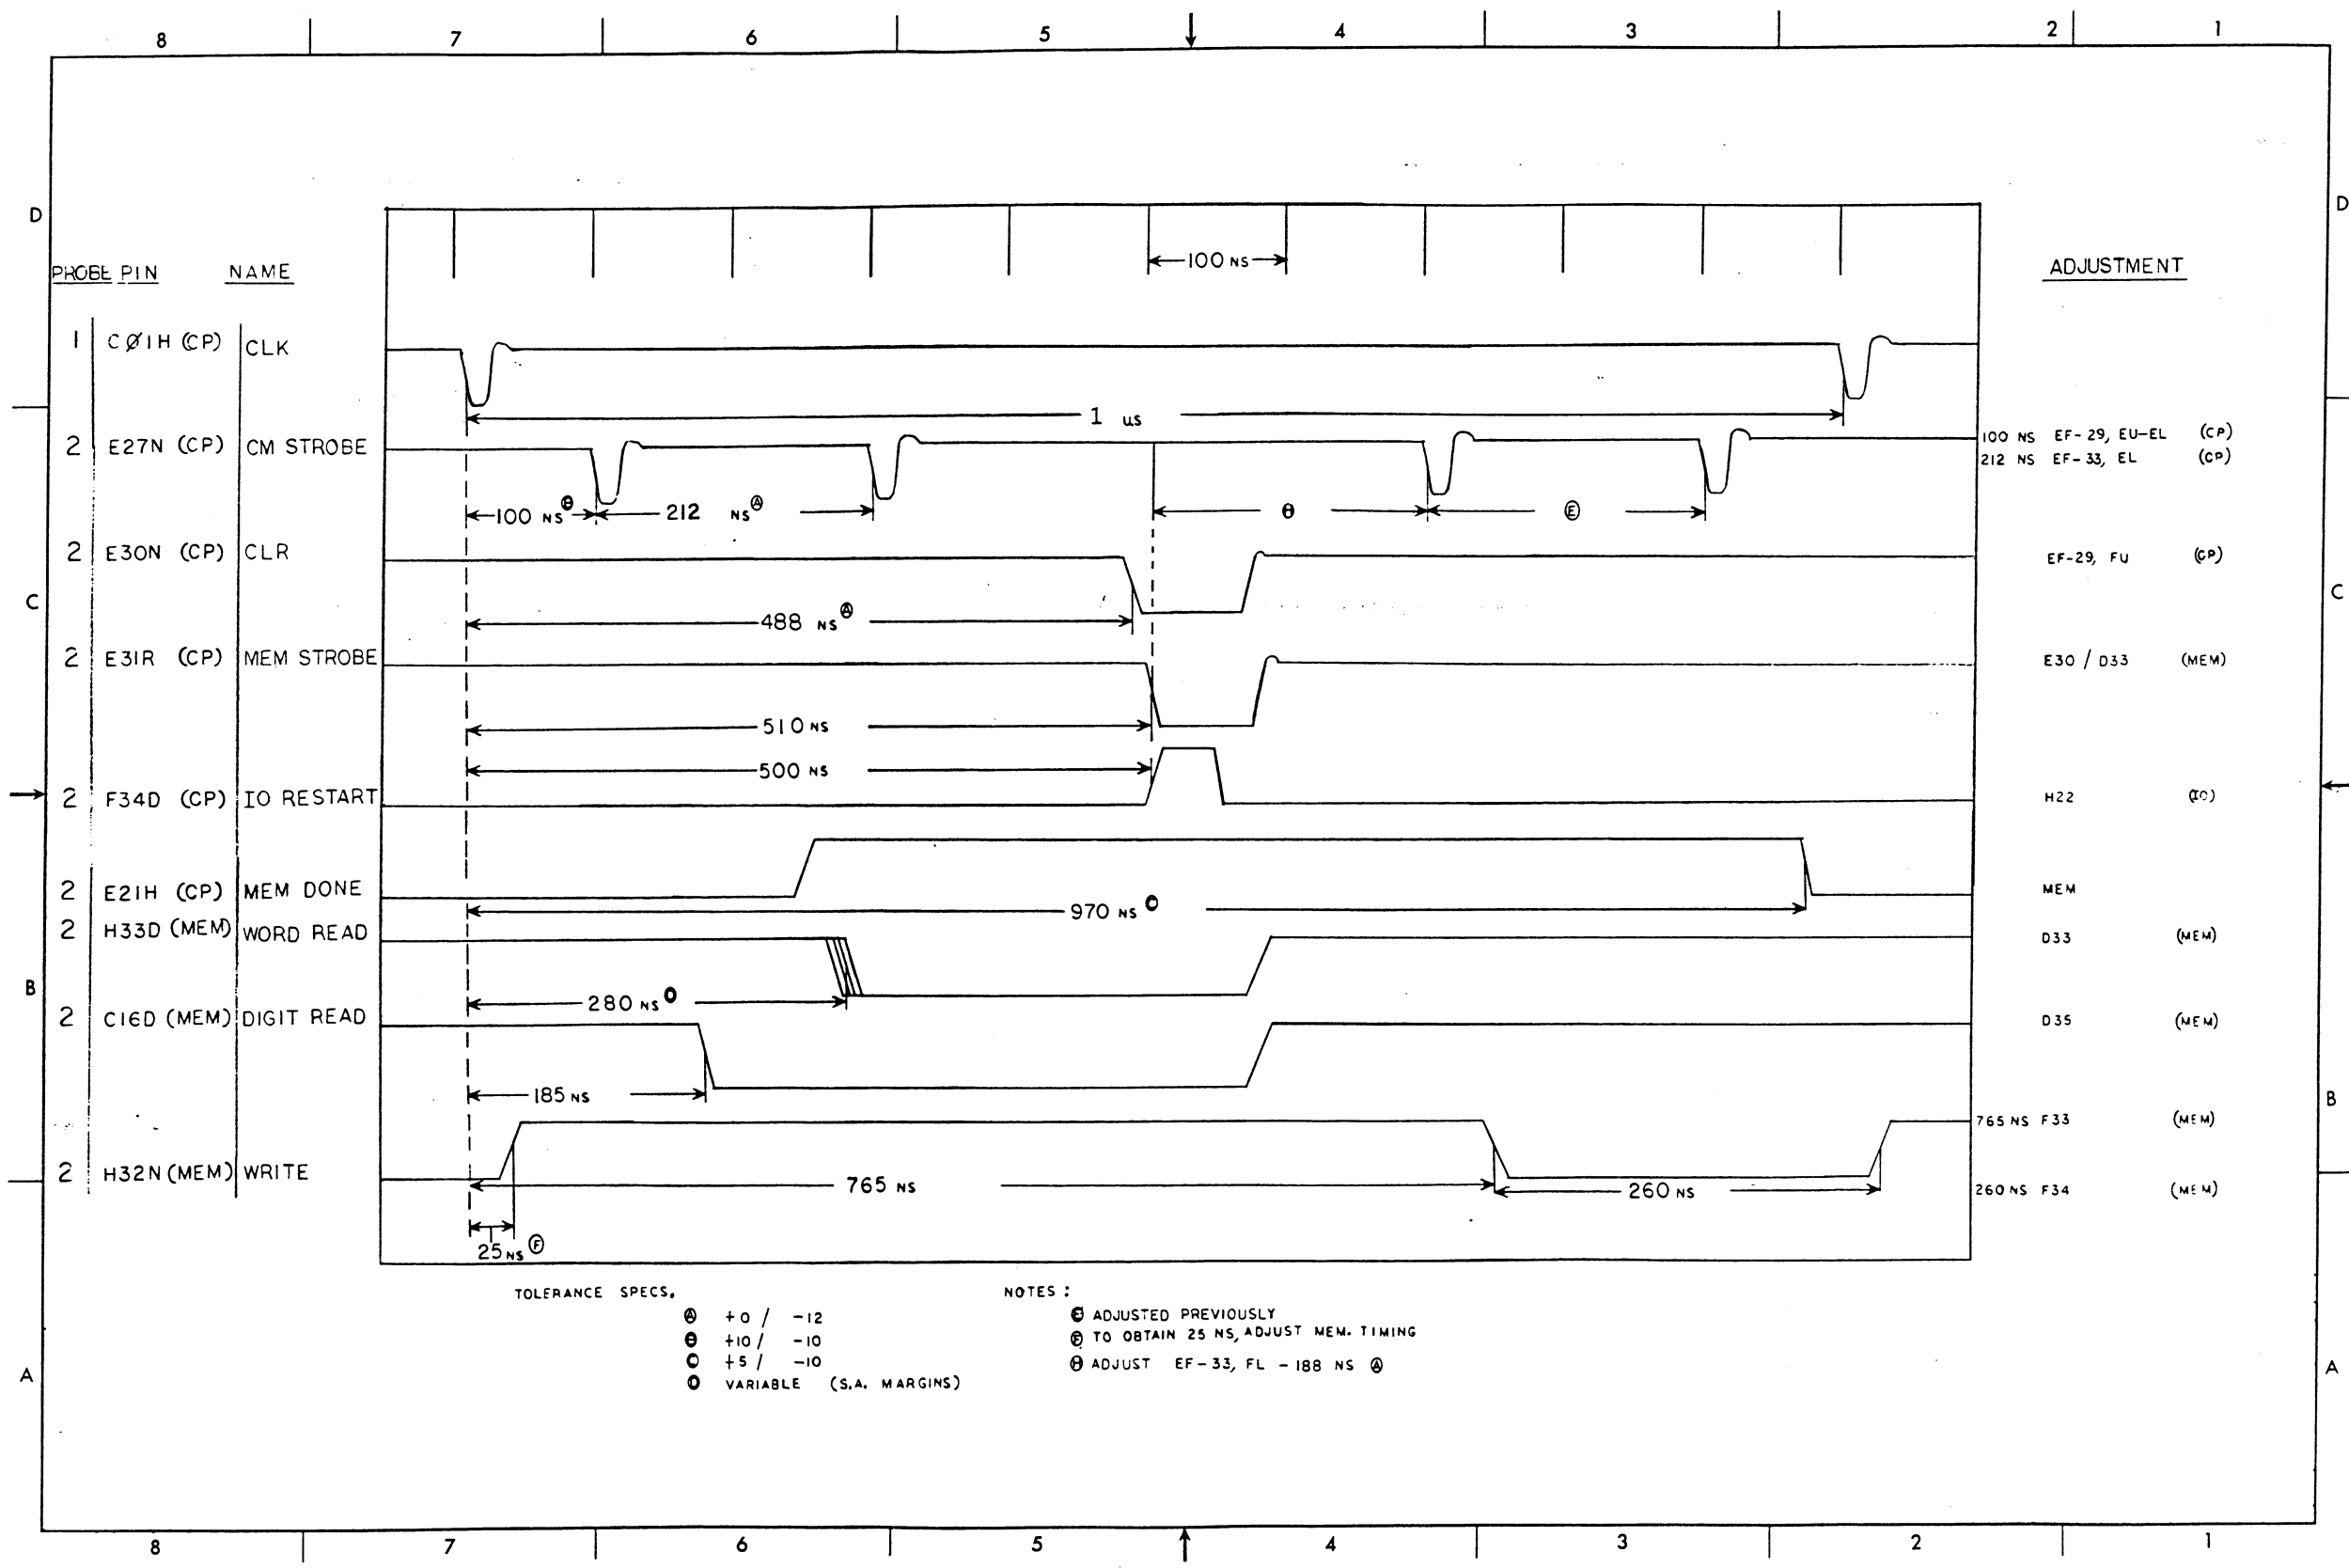 8 7 6 5 4 3 2 1
D D
PROBE PIN NAME ADJUSTMENT
100 NS
1 CØ1H (CP) CLK
1 us
2 E27N (CP) CM STROBE
100 NS EF-29, EU-EL (CP)
212 NS EF-33, EL (CP)
100 NS Ⓑ 212 NS Ⓐ Ⓗ Ⓔ
2 E30N (CP) CLR EF-29, FU (CP)
C C
488 NS Ⓐ
2 E31R (CP) MEM STROBE E30 / D33 (MEM)
510 NS
500 NS
2 F34D (CP) IO RESTART H22 (IO)
2 E21H (CP) MEM DONE MEM
970 NS Ⓒ
2 H33D (MEM) WORD READ D33 (MEM)
B
280 NS Ⓓ
2 C16D (MEM) DIGIT READ D35 (MEM)
185 NS
B
765 NS F33 (MEM)
2 H32N (MEM) WRITE
765 NS 260 NS
260 NS F34 (MEM)
25 NS Ⓕ
TOLERANCE SPECS. NOTES :
Ⓐ +0 / -12 Ⓔ ADJUSTED PREVIOUSLY
Ⓑ +10 / -10 Ⓕ TO OBTAIN 25 NS, ADJUST MEM. TIMING
Ⓒ +5 / -10 Ⓗ ADJUST EF-33, FL - 188 NS Ⓐ
Ⓓ VARIABLE (S.A. MARGINS)
A A
8 7 6 5 4 3 2 1